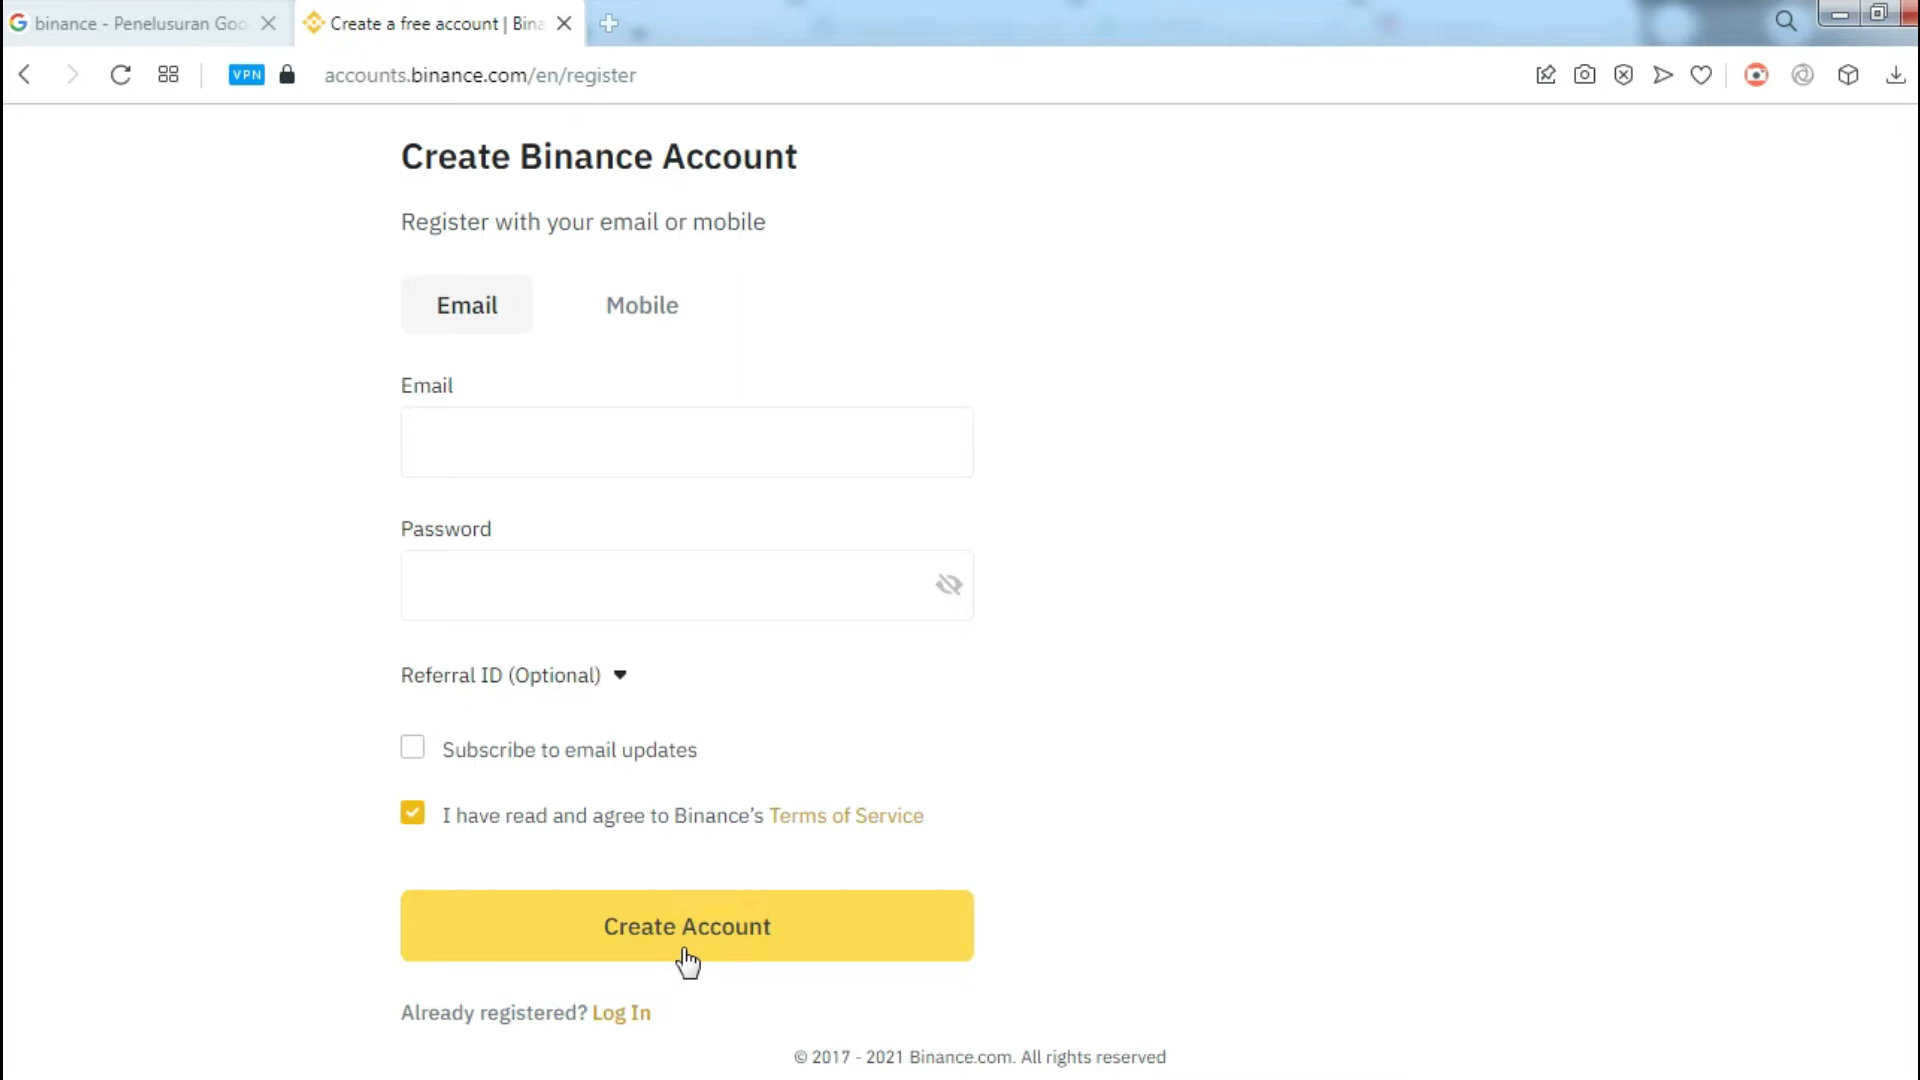 binance - Penelusuran Goo
Create a free account | Bina
VPN
accounts.binance.com/en/register
Create Binance Account
Register with your email or mobile
Email
Mobile
Email
Password
Referral ID (Optional)
Subscribe to email updates
I have read and agree to Binance’s Terms of Service
Create Account
Already registered? Log In
© 2017 - 2021 Binance.com. All rights reserved